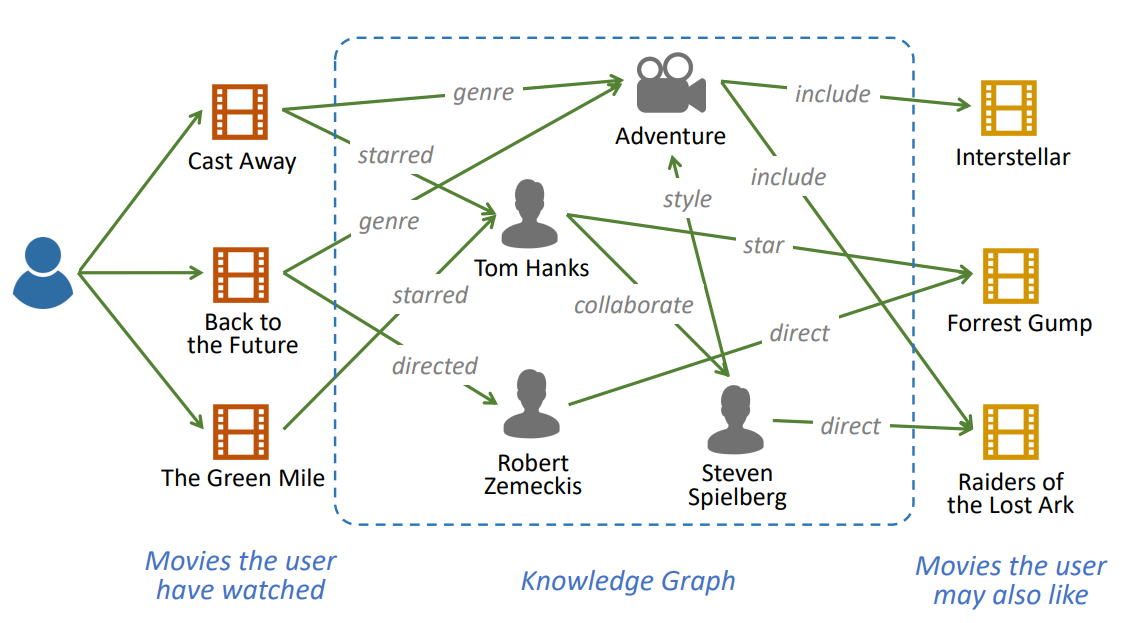 genre
include
Adventure
Cast Away
starred
include
Interstellar
style
genre
star
Tom Hanks
starred
collaborate
Back to
the Future
direct
Forrest Gump
directed
direct
The Green Mile
Robert
Zemeckis
Steven
Spielberg
Raiders of
the Lost Ark
Movies the user
have watched
Knowledge Graph
Movies the user
may also like